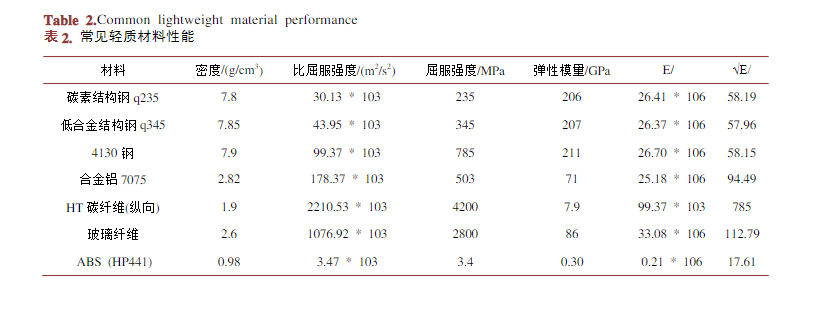 Table 2.Common lightweight material performance
表 2. 常见轻质材料性能
材料 密度/(g/cm³) 比屈服强度/(m²/s²) 屈服强度/MPa 弹性模量/GPa E/ √E/
碳素结构钢 q235 7.8 30.13 * 103 235 206 26.41 * 106 58.19
低合金结构钢 q345 7.85 43.95 * 103 345 207 26.37 * 106 57.96
4130 钢 7.9 99.37 * 103 785 211 26.70 * 106 58.15
合金铝 7075 2.82 178.37 * 103 503 71 25.18 * 106 94.49
HT 碳纤维(纵向) 1.9 2210.53 * 103 4200 7.9 99.37 * 103 785
玻璃纤维 2.6 1076.92 * 103 2800 86 33.08 * 106 112.79
ABS (HP441) 0.98 3.47 * 103 3.4 0.30 0.21 * 106 17.61